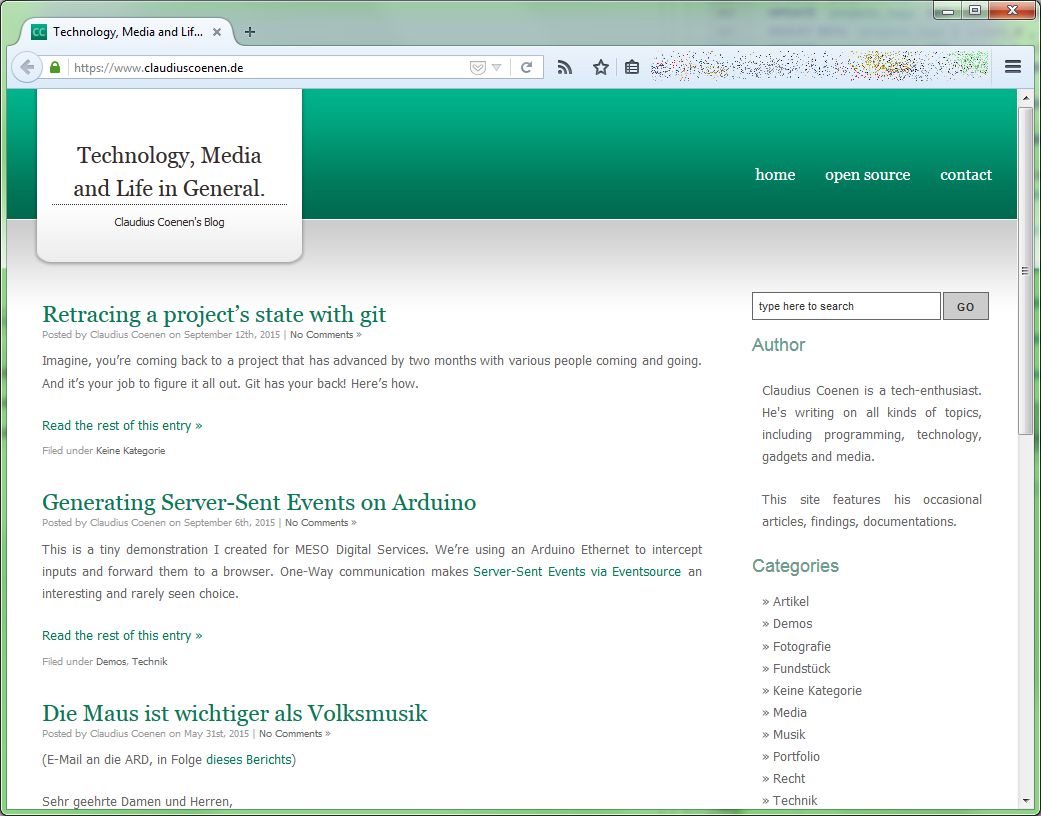 Technology, Media and Lif...
https://www.claudiuscoenen.de
Technology, Media
and Life in General.
Claudius Coenen's Blog
home open source contact
Retracing a project’s state with git
Posted by Claudius Coenen on September 12th, 2015 | No Comments »
Imagine, you’re coming back to a project that has advanced by two months with various people coming and going.
And it’s your job to figure it all out. Git has your back! Here’s how.
Read the rest of this entry »
Filed under Keine Kategorie
Generating Server-Sent Events on Arduino
Posted by Claudius Coenen on September 6th, 2015 | No Comments »
This is a tiny demonstration I created for MESO Digital Services. We’re using an Arduino Ethernet to intercept
inputs and forward them to a browser. One-Way communication makes Server-Sent Events via Eventsource an
interesting and rarely seen choice.
Read the rest of this entry »
Filed under Demos, Technik
Die Maus ist wichtiger als Volksmusik
Posted by Claudius Coenen on May 31st, 2015 | No Comments »
(E-Mail an die ARD, in Folge dieses Berichts)
Sehr geehrte Damen und Herren,
type here to search GO
Author
Claudius Coenen is a tech-enthusiast.
He's writing on all kinds of topics,
including programming, technology,
gadgets and media.
This site features his occasional
articles, findings, documentations.
Categories
» Artikel
» Demos
» Fotografie
» Fundstück
» Keine Kategorie
» Media
» Musik
» Portfolio
» Recht
» Technik